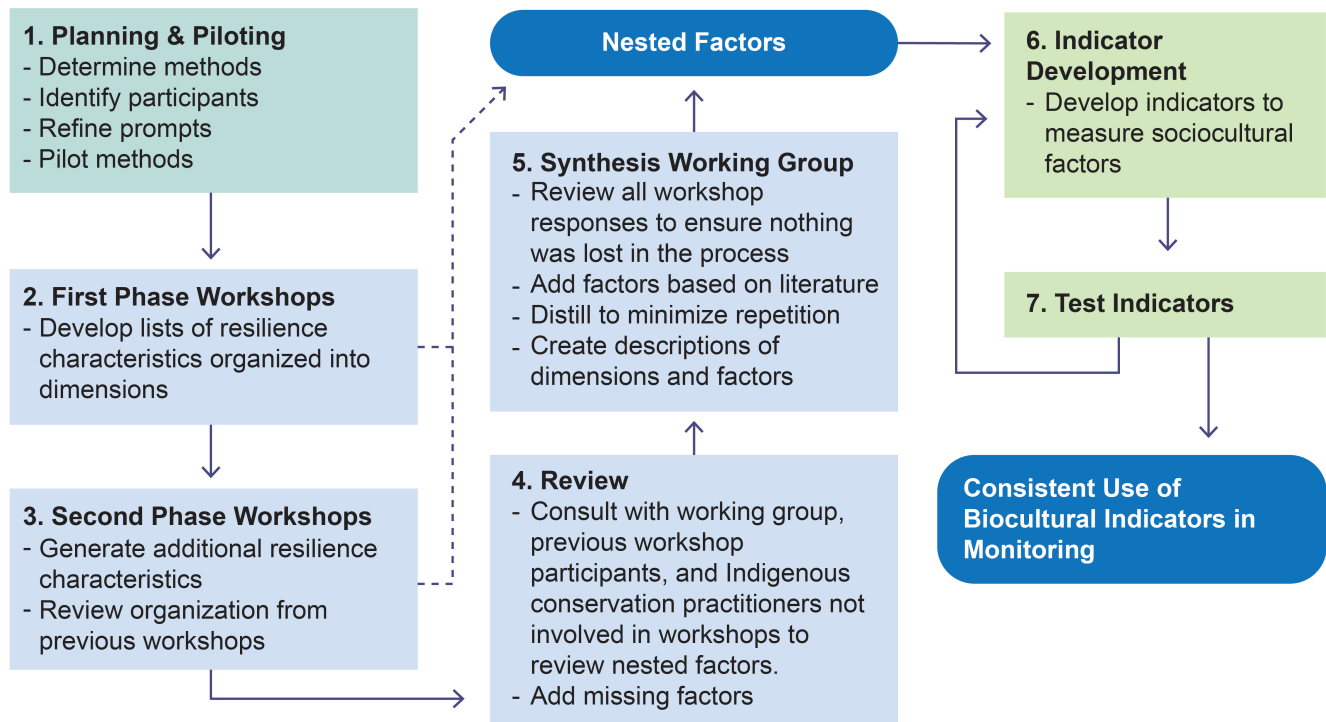 1. Planning & Piloting
- Determine methods
- Identify participants
- Refine prompts
- Pilot methods
2. First Phase Workshops
- Develop lists of resilience
characteristics organized into
dimensions
3. Second Phase Workshops
- Generate additional resilience
characteristics
- Review organization from
previous workshops
Nested Factors
5. Synthesis Working Group
- Review all workshop
responses to ensure nothing
was lost in the process
- Add factors based on literature
- Distill to minimize repetition
- Create descriptions of
dimensions and factors
4. Review
- Consult with working group,
previous workshop
participants, and Indigenous
conservation practitioners not
involved in workshops to
review nested factors.
- Add missing factors
6. Indicator
Development
- Develop indicators to
measure sociocultural
factors
7. Test Indicators
Consistent Use of
Biocultural Indicators in
Monitoring